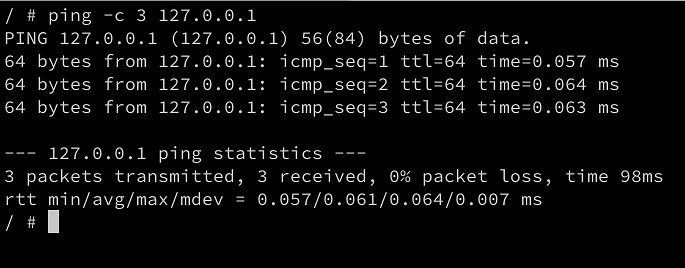 / # ping -c 3 127.0.0.1
PING 127.0.0.1 (127.0.0.1) 56(84) bytes of data.
64 bytes from 127.0.0.1: icmp_seq=1 ttl=64 time=0.057 ms
64 bytes from 127.0.0.1: icmp_seq=2 ttl=64 time=0.064 ms
64 bytes from 127.0.0.1: icmp_seq=3 ttl=64 time=0.063 ms

--- 127.0.0.1 ping statistics ---
3 packets transmitted, 3 received, 0% packet loss, time 98ms
rtt min/avg/max/mdev = 0.057/0.061/0.064/0.007 ms
/ #